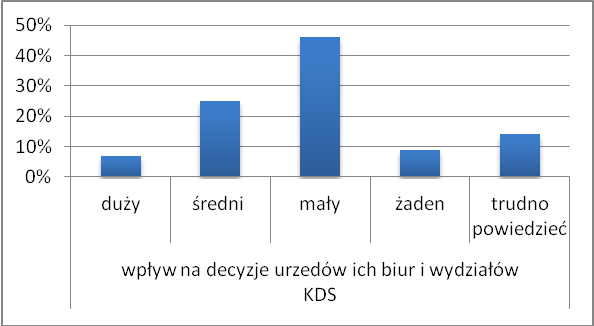 50%
40%
30%
20%
10%
0%
duży średni mały żaden trudno
powiedzieć
wpływ na decyzje urzedów ich biur i wydziałów
KDS